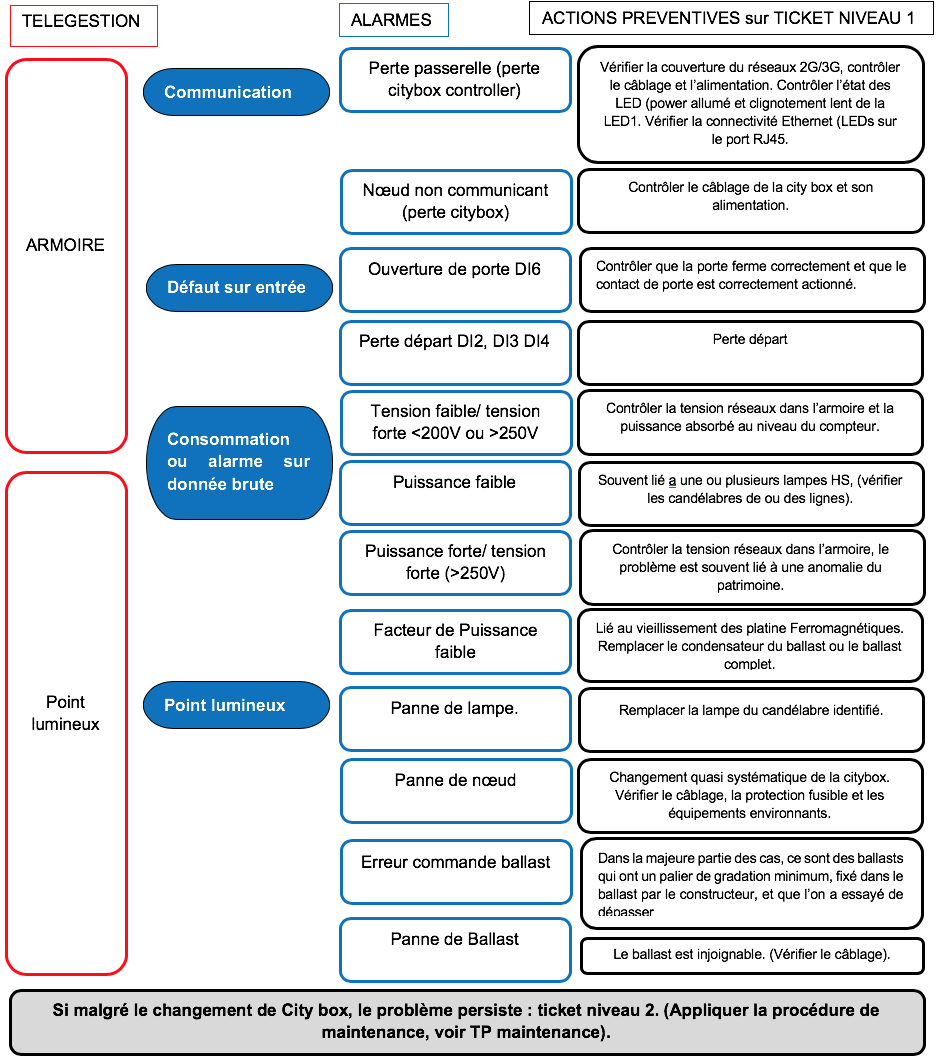 TELEGESTION
ALARMES
ACTIONS PREVENTIVES sur TICKET NIVEAU 1
ARMOIRE
Communication
Perte passerelle (perte
citybox controller)
Vérifier la couverture du réseaux 2G/3G, contrôler
le câblage et l’alimentation. Contrôler l’état des
LED (power allumé et clignotement lent de la
LED1. Vérifier la connectivité Ethernet (LEDs sur
le port RJ45.
Nœud non communicant
(perte citybox)
Contrôler le câblage de la city box et son
alimentation.
Défaut sur entrée
Ouverture de porte DI6
Contrôler que la porte ferme correctement et que le
contact de porte est correctement actionné.
Perte départ DI2, DI3 DI4
Perte départ
Consommation
ou alarme sur
donnée brute
Tension faible/ tension
forte <200V ou >250V
Contrôler la tension réseaux dans l’armoire et la
puissance absorbé au niveau du compteur.
Puissance faible
Souvent lié a une ou plusieurs lampes HS, (vérifier
les candélabres de ou des lignes).
Puissance forte/ tension
forte (>250V)
Contrôler la tension réseaux dans l’armoire, le
problème est souvent lié à une anomalie du
patrimoine.
Point
lumineux
Facteur de Puissance
faible
Lié au vieillissement des platine Ferromagnétiques.
Remplacer le condensateur du ballast ou le ballast
complet.
Point lumineux
Panne de lampe.
Remplacer la lampe du candélabre identifié.
Panne de nœud
Changement quasi systématique de la citybox.
Vérifier le câblage, la protection fusible et les
équipements environnants.
Erreur commande ballast
Dans la majeure partie des cas, ce sont des ballasts
qui ont un palier de gradation minimum, fixé dans le
ballast par le constructeur, et que l’on a essayé de
dépasser
Panne de Ballast
Le ballast est injoignable. (Vérifier le câblage).
Si malgré le changement de City box, le problème persiste : ticket niveau 2. (Appliquer la procédure de
maintenance, voir TP maintenance).